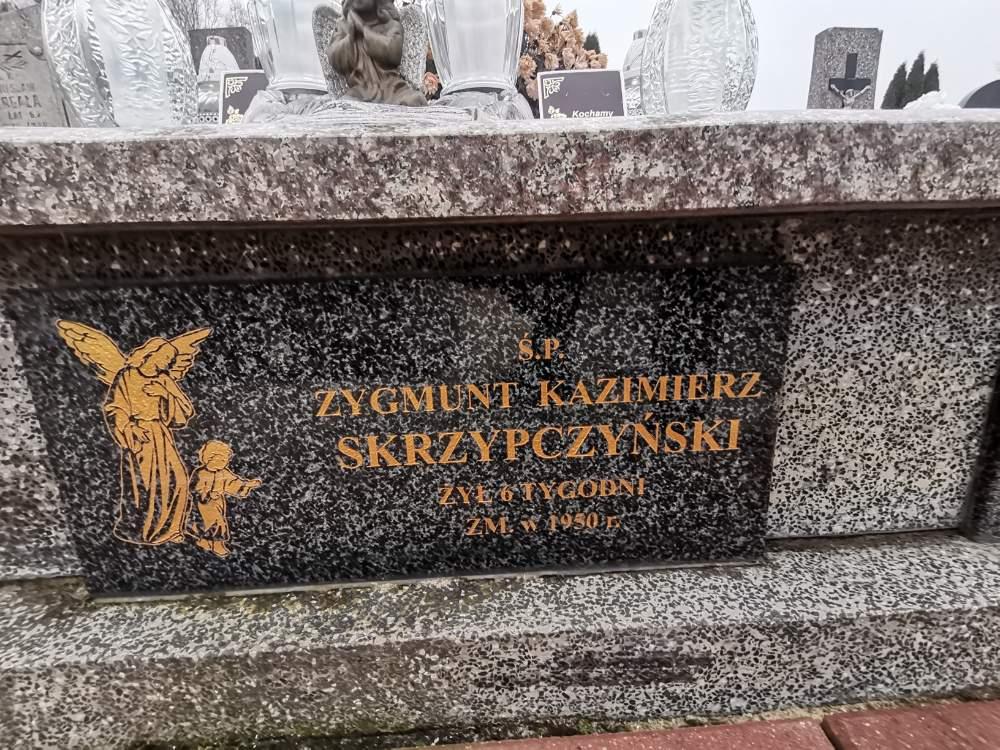 Kochamy
Ś.P.
ZYGMUNT KAZIMIERZ
SKRZYPCZYŃSKI
ŻYŁ 6 TYGODNI
ZM. w 1950 r.